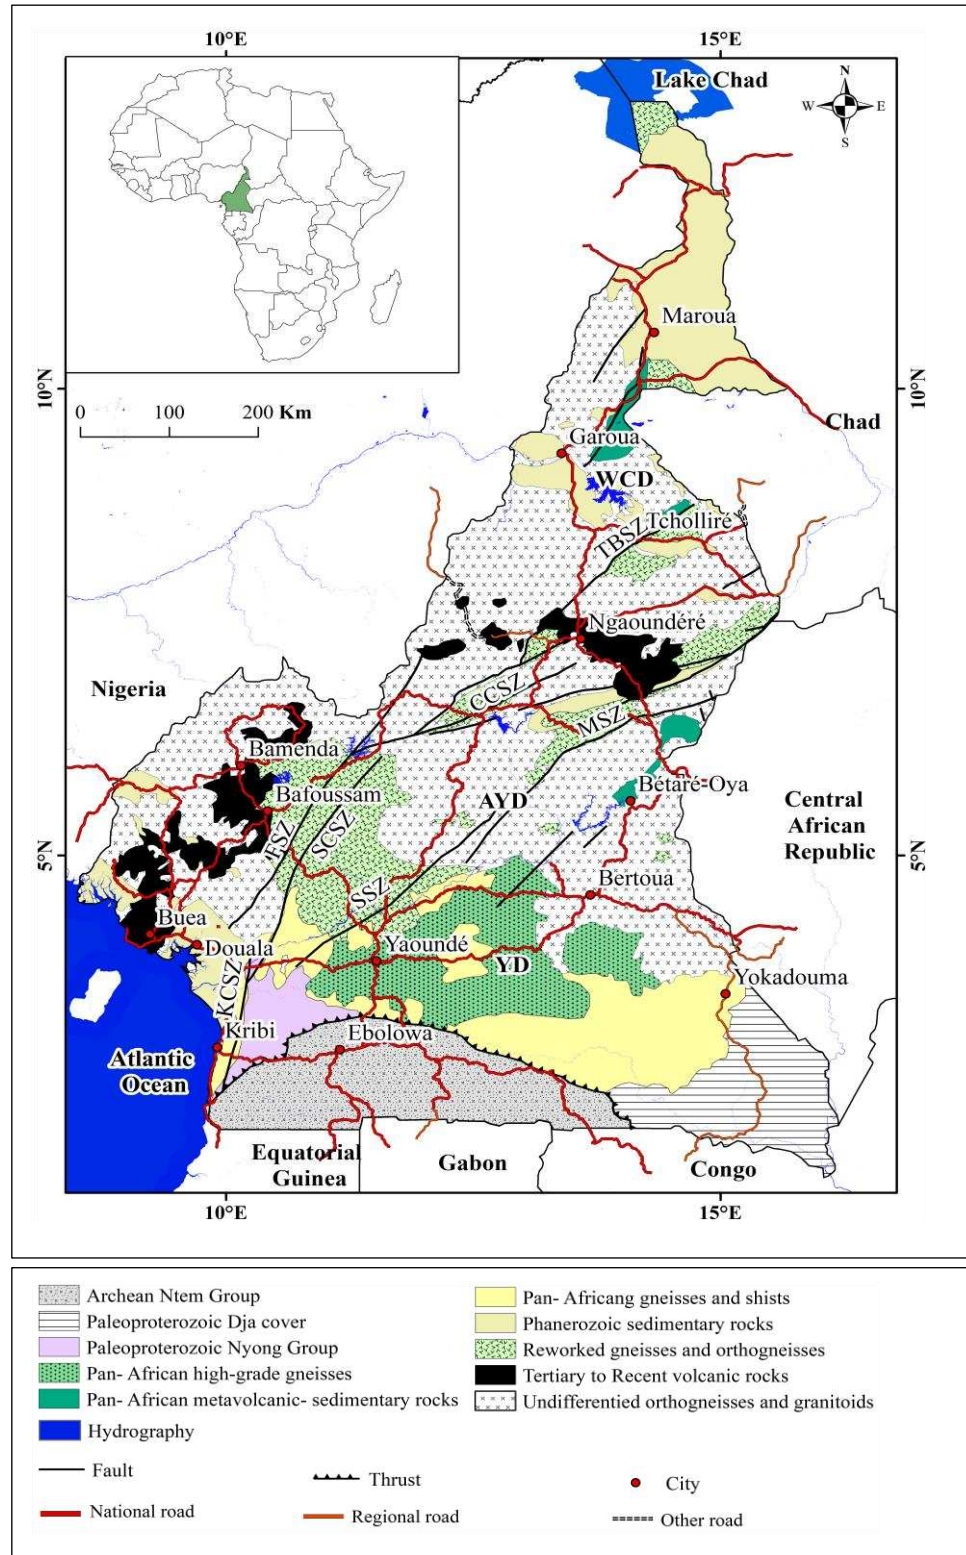 10°E 15°E
Lake Chad
N
W E
S
Maroua
10°N 10°N
0 100 200 Km
Chad
Garoua
WCD
Tcholliré
TBSZ
Ngaoundéré
Nigeria
CCSZ
MSZ
Bamenda
Bétaré-Oya
Bafoussam
AYD
Central
African
Republic
FSZ
SCSZ
5°N 5°N
SSZ
Bertoua
Buea
Douala
Yaoundé
YD
Yokadouma
KCSZ
Kribi
Ebolowa
Atlantic
Ocean
Equatorial
Guinea
Gabon
Congo
10°E 15°E
Archean Ntem Group
Paleoproterozoic Dja cover
Paleoproterozoic Nyong Group
Pan- African high-grade gneisses
Pan- African metavolcanic- sedimentary rocks
Hydrography
Pan- Africang gneisses and shists
Phanerozoic sedimentary rocks
Reworked gneisses and orthogneisses
Tertiary to Recent volcanic rocks
Undifferentied orthogneisses and granitoids
Fault
Thrust
City
National road
Regional road
Other road